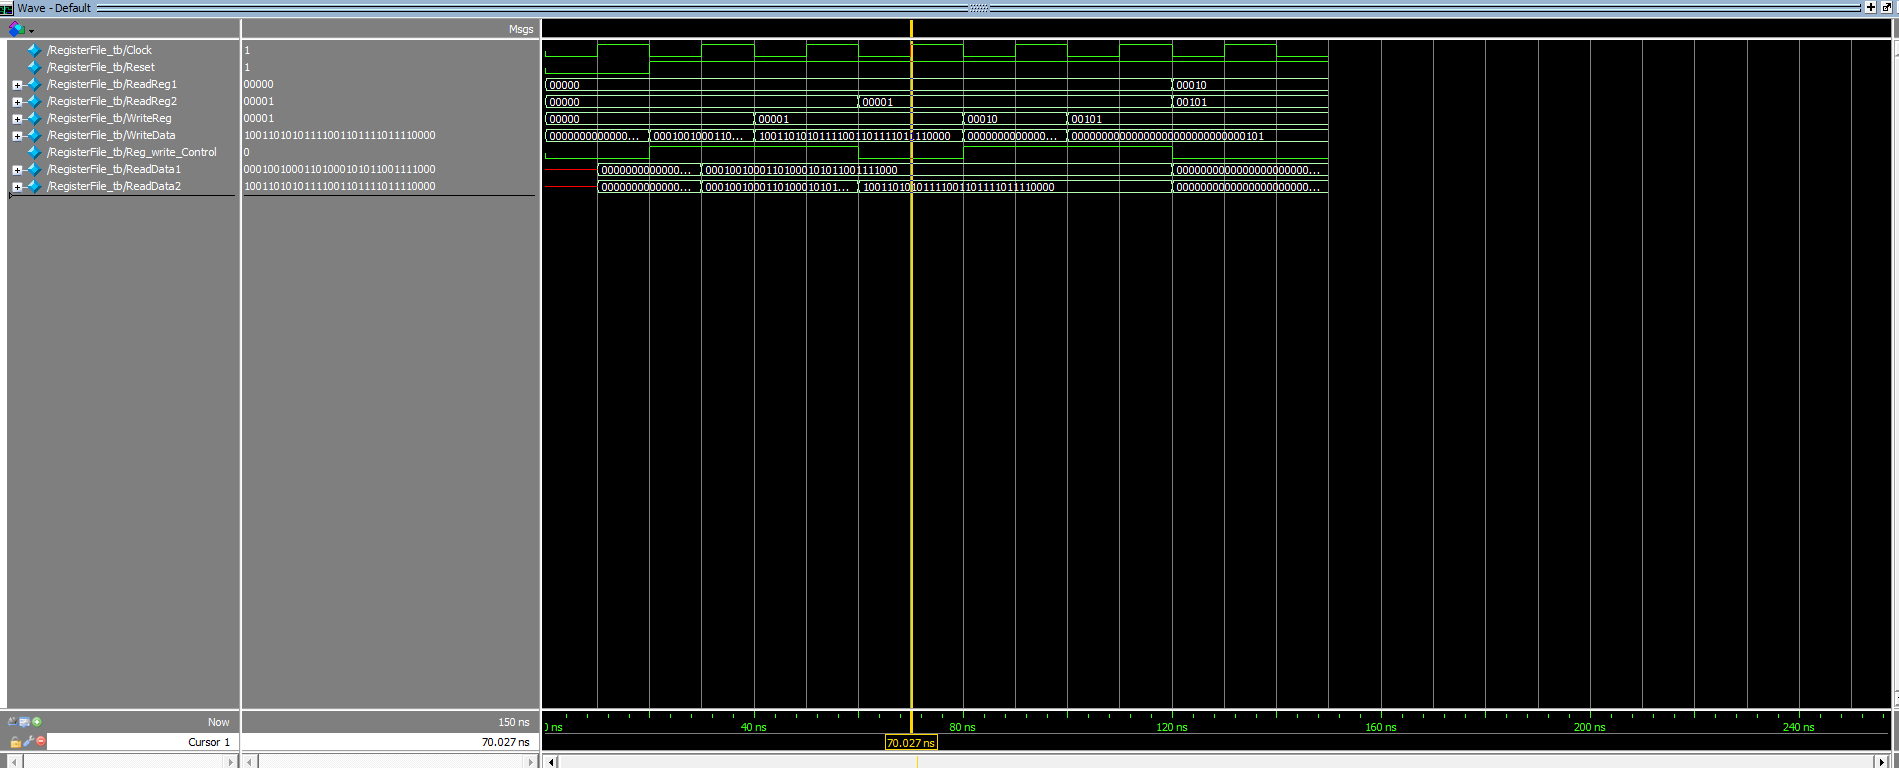 Wave - Default
Msgs
/RegisterFile_tb/Clock 1
/RegisterFile_tb/Reset 1
/RegisterFile_tb/ReadReg1 00000 00000 00010
/RegisterFile_tb/ReadReg2 00001 00000 00001 00101
/RegisterFile_tb/WriteReg 00001 00000 00001 00010 00101
/RegisterFile_tb/WriteData 10011010101111001101111011110000 0000000000000... 0001001000110... 10011010101111001101111011110000 0000000000000... 00000000000000000000000000000101
/RegisterFile_tb/Reg_write_Control 0
/RegisterFile_tb/ReadData1 00010010001101000101011001111000 0000000000000... 00010010001101000101011001111000 0000000000000000000000...
/RegisterFile_tb/ReadData2 10011010101111001101111011110000 0000000000000... 000100100011010001010​1... 10011010101111001101111011110000 0000000000000000000000...
Now 150 ns 40 ns 80 ns 120 ns 160 ns 200 ns 240 ns
Cursor 1 70.027 ns 70.027 ns